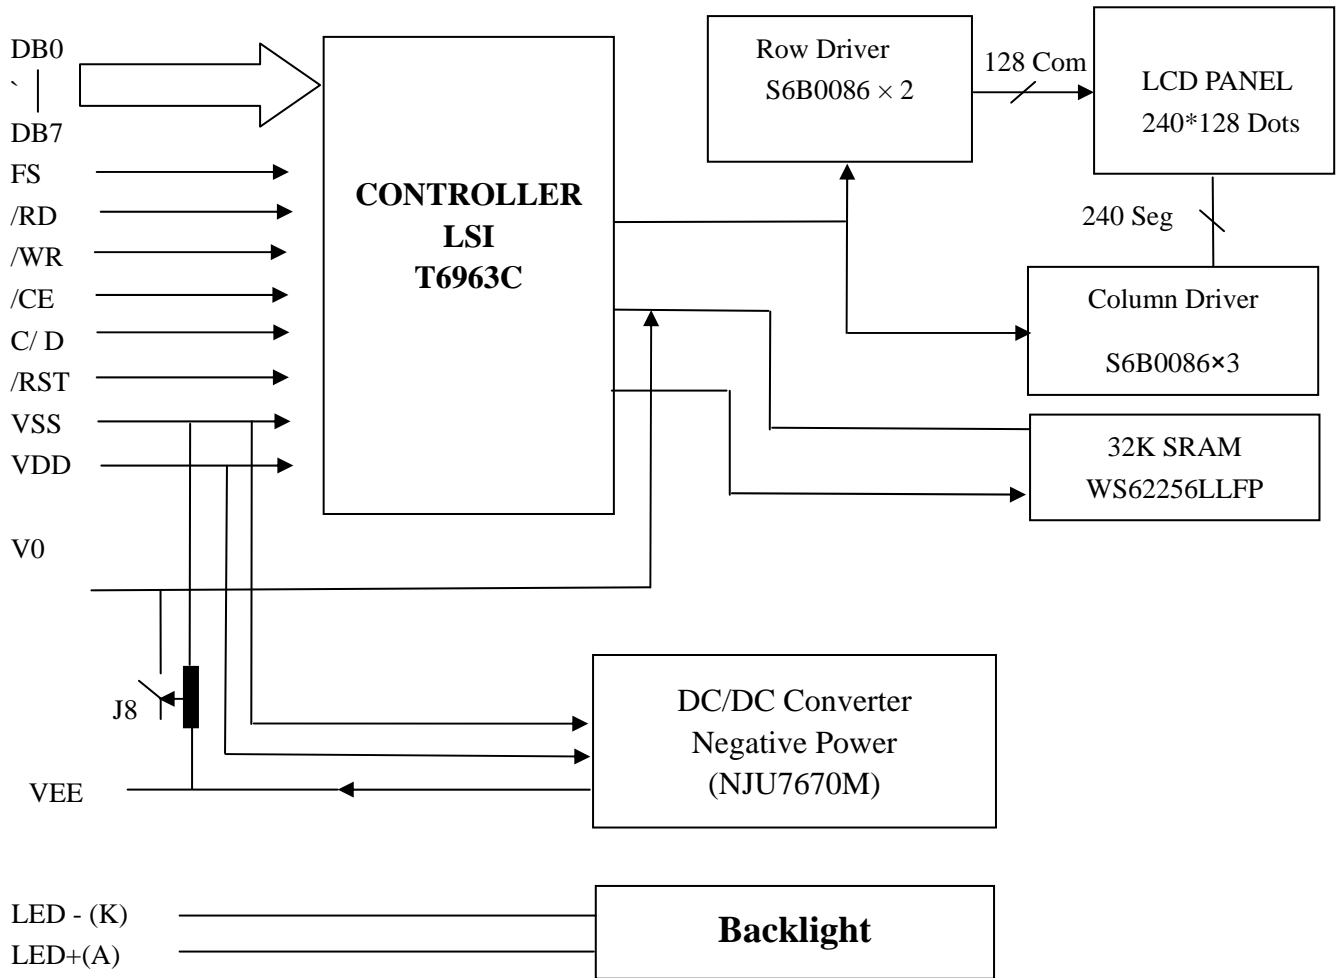 DB0
`
DB7
FS
/RD
/WR
/CE
C/ D
/RST
VSS
VDD
V0
J8
VEE
LED - (K)
LED+(A)
CONTROLLER
LSI
T6963C
Row Driver
S6B0086 × 2
128 Com
LCD PANEL
240*128 Dots
240 Seg
Column Driver
S6B0086×3
32K SRAM
WS62256LLFP
DC/DC Converter
Negative Power
(NJU7670M)
Backlight